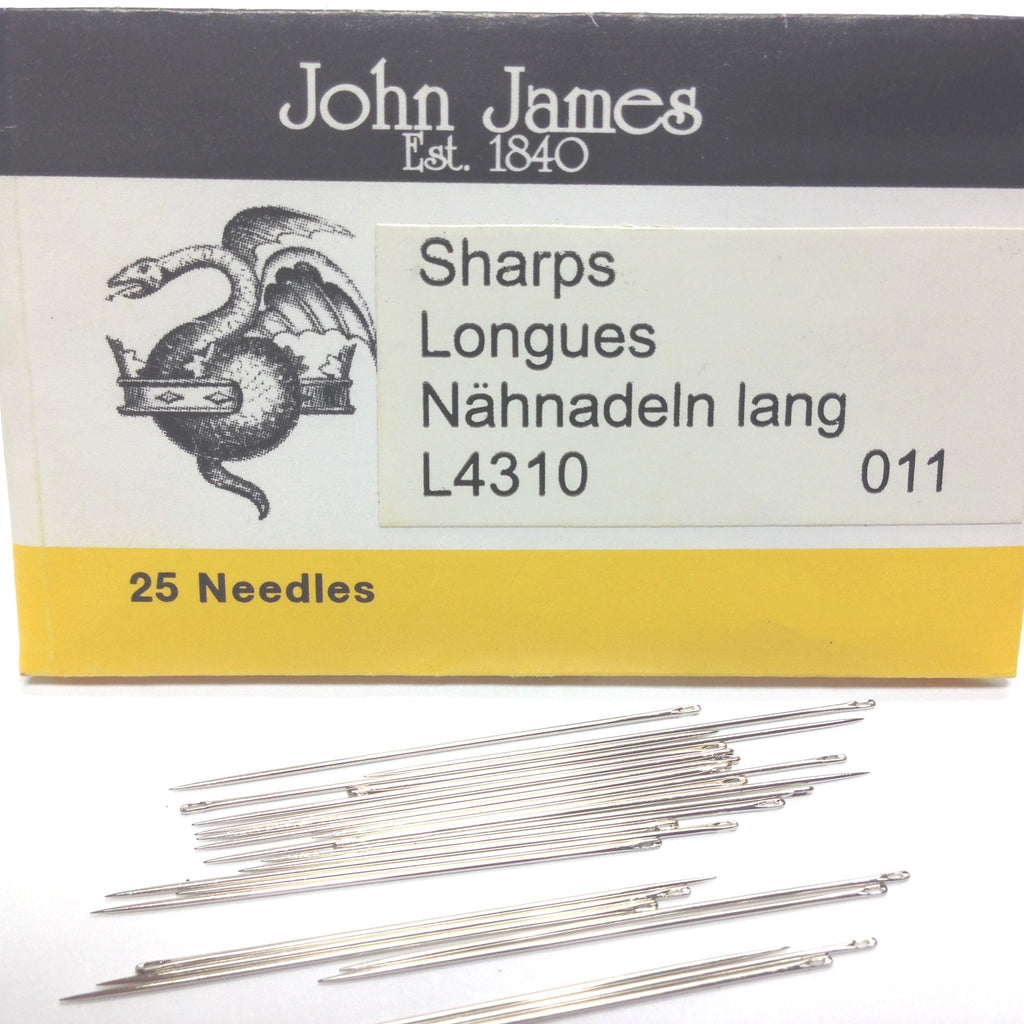 John James
Est. 1840
Sharps
Longues
Nähnadeln lang
L4310 011
25 Needles